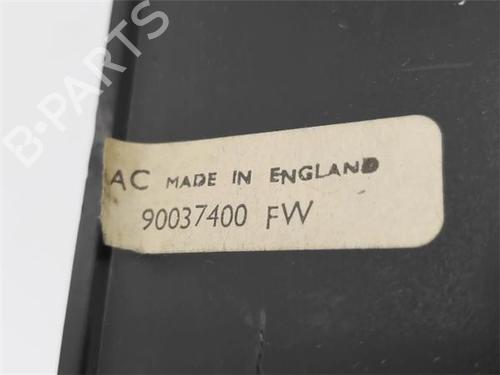 B-PARTS
AC MADE IN ENGLAND
90037400 FW